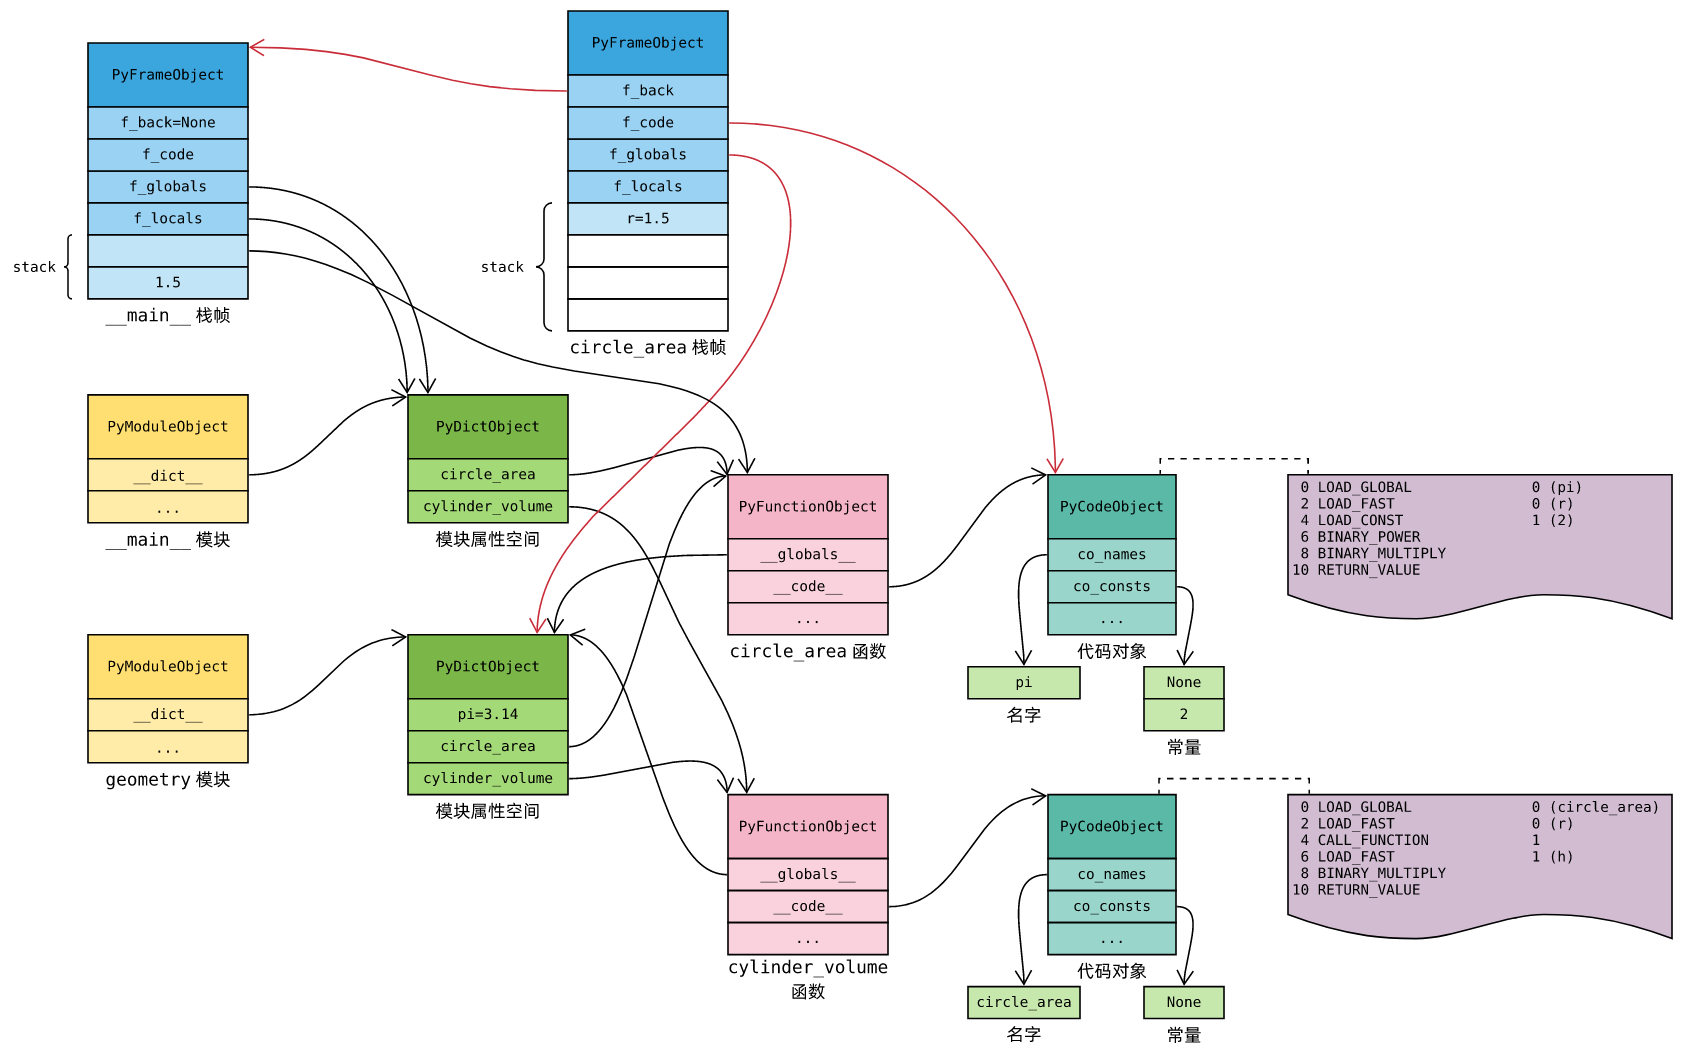 PyFrameObject
f_back=None
f_code
f_globals
f_locals
stack
1.5
__main__ 栈帧
PyFrameObject
f_back
f_code
f_globals
f_locals
r=1.5
stack
circle_area 栈帧
PyModuleObject
__dict__
...
__main__ 模块
PyDictObject
circle_area
cylinder_volume
模块属性空间
PyModuleObject
__dict__
...
geometry 模块
PyDictObject
pi=3.14
circle_area
cylinder_volume
模块属性空间
PyFunctionObject
__globals__
__code__
...
circle_area 函数
PyCodeObject
co_names
co_consts
...
代码对象
pi
名字
None
2
常量
0 LOAD_GLOBAL 0 (pi)
2 LOAD_FAST 0 (r)
4 LOAD_CONST 1 (2)
6 BINARY_POWER
8 BINARY_MULTIPLY
10 RETURN_VALUE
PyFunctionObject
__globals__
__code__
...
cylinder_volume
函数
PyCodeObject
co_names
co_consts
...
代码对象
circle_area
名字
None
常量
0 LOAD_GLOBAL 0 (circle_area)
2 LOAD_FAST 0 (r)
4 CALL_FUNCTION 1
6 LOAD_FAST 1 (h)
8 BINARY_MULTIPLY
10 RETURN_VALUE